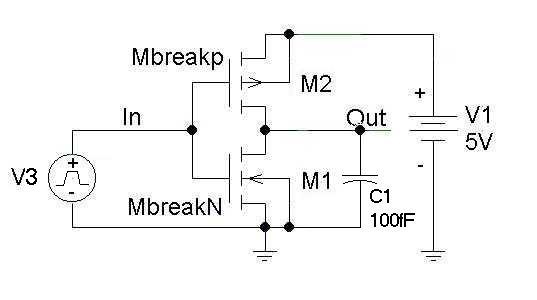 Mbreakp
M2
+
V1
5V
-
In
Out
V3
+
-
M1
MbreakN
C1
100fF